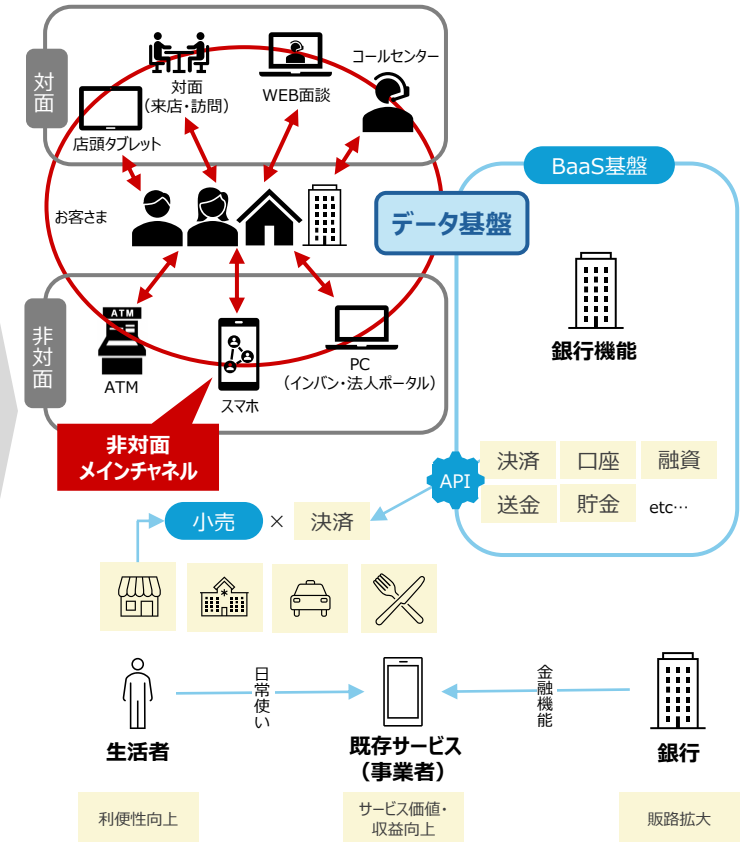 対面
対面
(来店・訪問)
WEB面談
コールセンター
店頭タブレット
お客さま
データ基盤
BaaS基盤
銀行機能
非対面
ATM
ATM
スマホ
PC
(インバン・法人ポータル)
非対面
メインチャネル
API
決済
口座
融資
送金
貯金
etc…
小売
×
決済
日常使い
金融機能
生活者
既存サービス
(事業者)
銀行
利便性向上
サービス価値・
収益向上
販路拡大